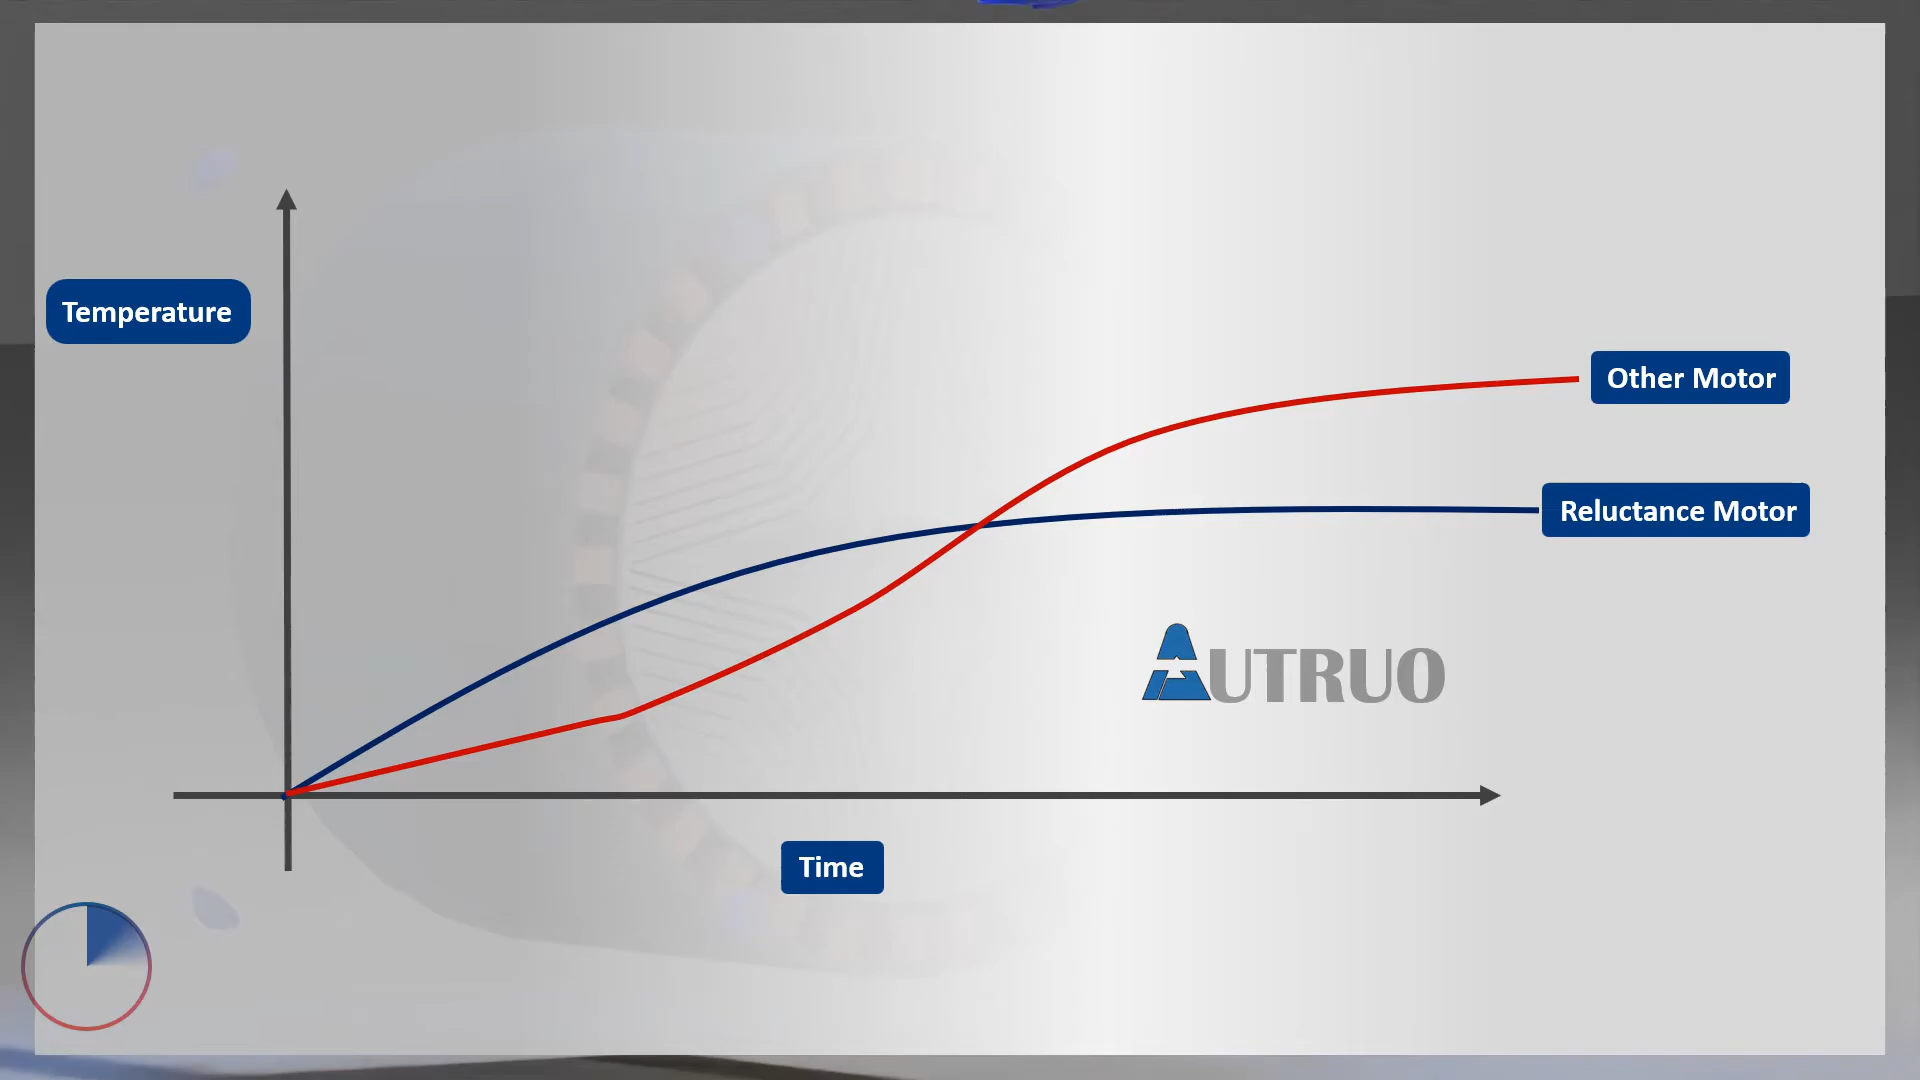 Temperature
Other Motor
Reluctance Motor
AUTRUO
Time